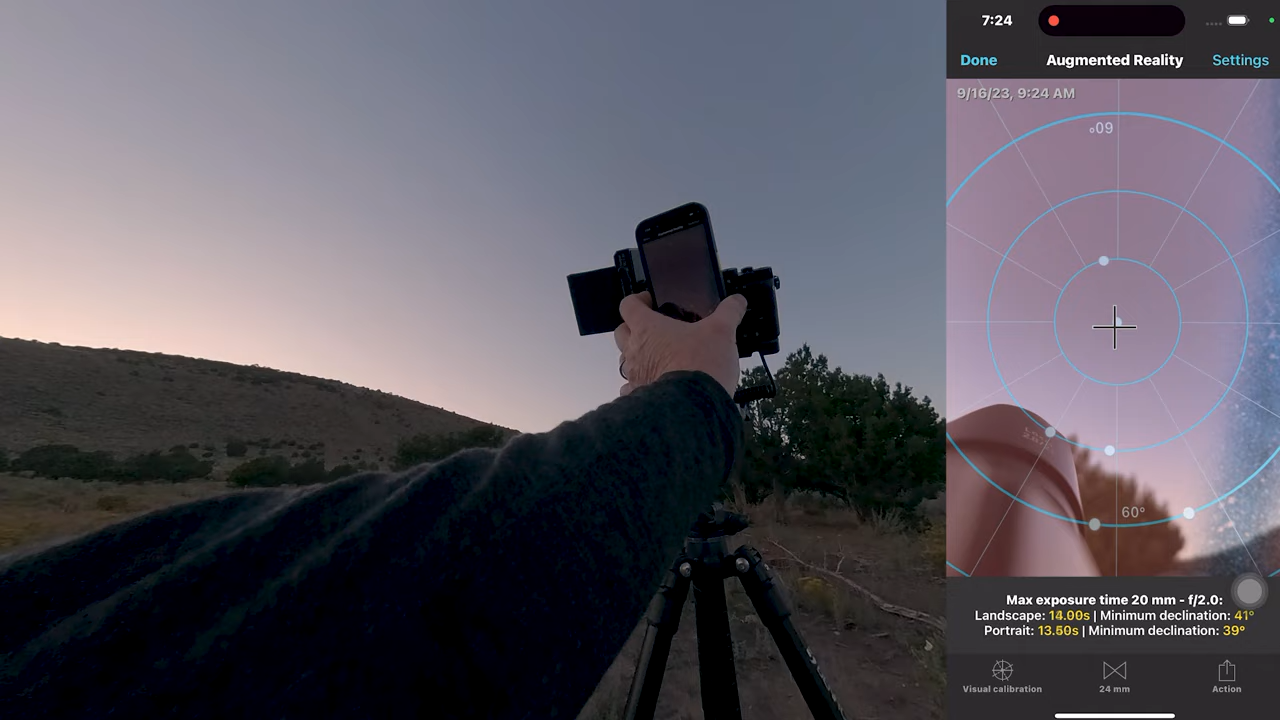 7:24
Done Augmented Reality Settings
9/16/23, 9:24 AM
60°
60°
Max exposure time 20 mm - f/2.0:
Landscape: 14.00s | Minimum declination: 41°
Portrait: 13.50s | Minimum declination: 39°
Visual calibration 24 mm Action